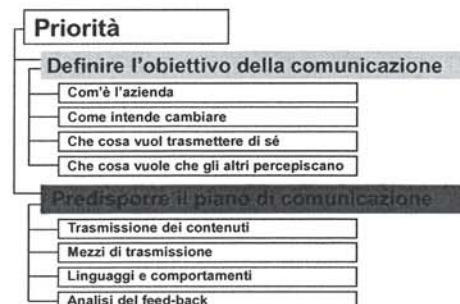 Priorità
Definire l'obiettivo della comunicazione
Com'è l'azienda
Come intende cambiare
Che cosa vuol trasmettere di sé
Che cosa vuole che gli altri percepiscano
Predisporre il piano di comunicazione
Trasmissione dei contenuti
Mezzi di trasmissione
Linguaggi e comportamenti
Analisi del feed-back